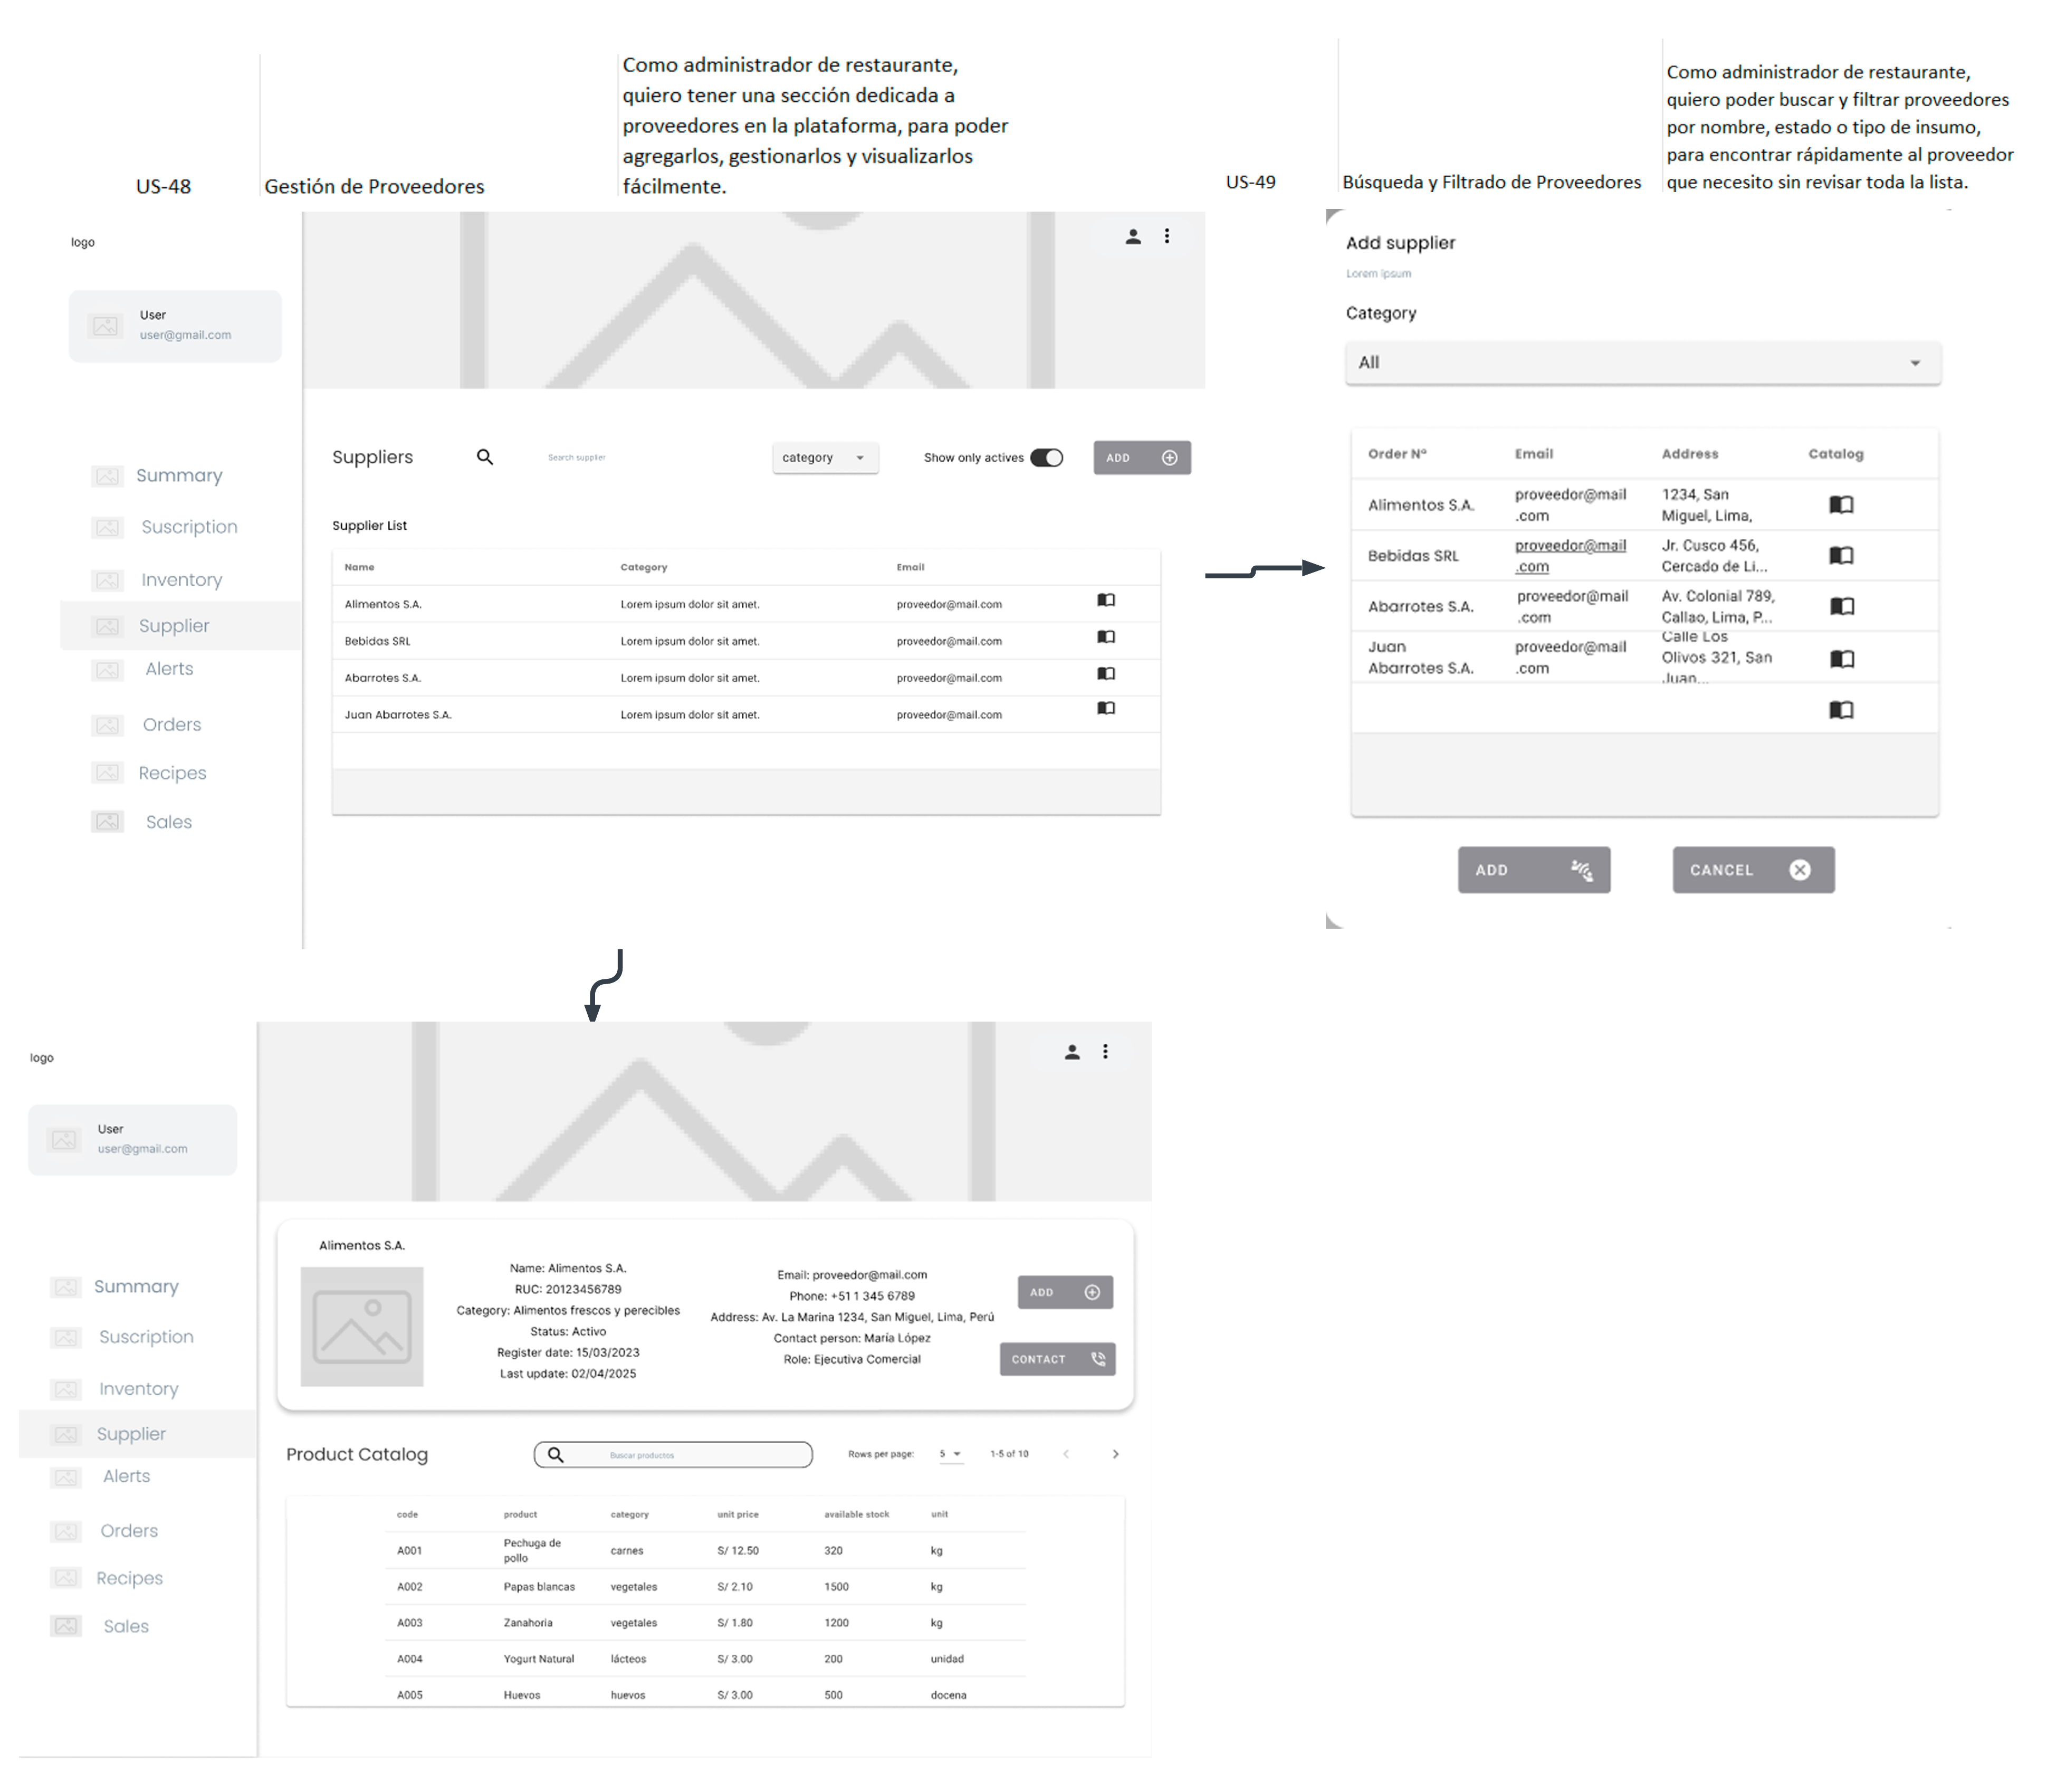 US-48
Gestión de Proveedores
Como administrador de restaurante,
quiero tener una sección dedicada a
proveedores en la plataforma, para poder
agregarlos, gestionarlos y visualizarlos
fácilmente.
US-49
Búsqueda y Filtrado de Proveedores
Como administrador de restaurante,
quiero poder buscar y filtrar proveedores
por nombre, estado o tipo de insumo,
para encontrar rápidamente al proveedor
que necesito sin revisar toda la lista.
logo
User
user@gmail.com
Summary
Suscription
Inventory
Supplier
Alerts
Orders
Recipes
Sales
Suppliers
Search supplier
category
Show only actives
ADD
Supplier List
Name Category Email
Alimentos S.A. Lorem ipsum dolor sit amet. proveedor@mail.com
Bebidas SRL Lorem ipsum dolor sit amet. proveedor@mail.com
Abarrotes S.A. Lorem ipsum dolor sit amet. proveedor@mail.com
Juan Abarrotes S.A. Lorem ipsum dolor sit amet. proveedor@mail.com
Add supplier
Lorem ipsum
Category
All
Order Nº Email Address Catalog
Alimentos S.A.
proveedor@mail
.com
1234, San
Miguel, Lima,
Bebidas SRL
proveedor@mail
.com
Jr. Cusco 456,
Cercado de Li...
Abarrotes S.A.
proveedor@mail
.com
Av. Colonial 789,
Callao, Lima, P...
Juan
Abarrotes S.A.
proveedor@mail
.com
Calle Los
Olivos 321, San
Juan...
ADD
CANCEL
logo
User
user@gmail.com
Summary
Suscription
Inventory
Supplier
Alerts
Orders
Recipes
Sales
Alimentos S.A.
Name: Alimentos S.A.
RUC: 20123456789
Category: Alimentos frescos y perecibles
Status: Activo
Register date: 15/03/2023
Last update: 02/04/2025
Email: proveedor@mail.com
Phone: +51 1 345 6789
Address: Av. La Marina 1234, San Miguel, Lima, Perú
Contact person: María López
Role: Ejecutiva Comercial
ADD
CONTACT
Product Catalog
Buscar productos
Rows per page: 5 1-5 of 10
code product category unit price available stock unit
A001 Pechuga de pollo carnes S/ 12.50 320 kg
A002 Papas blancas vegetales S/ 2.10 1500 kg
A003 Zanahoria vegetales S/ 1.80 1200 kg
A004 Yogurt Natural lácteos S/ 3.00 200 unidad
A005 Huevos huevos S/ 3.00 500 docena